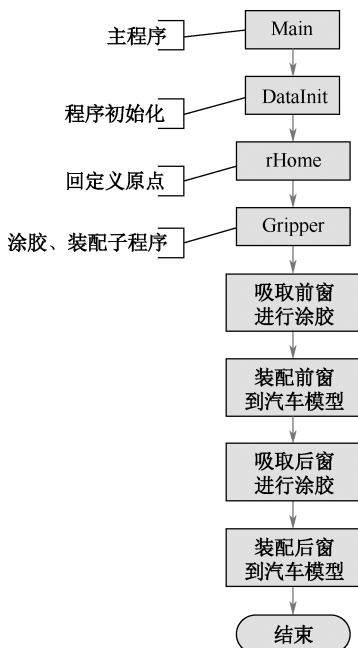 主程序
Main
程序初始化
DataInit
回定义原点
rHome
涂胶、装配子程序
Gripper
吸取前窗
进行涂胶
装配前窗
到汽车模型
吸取后窗
进行涂胶
装配后窗
到汽车模型
结束